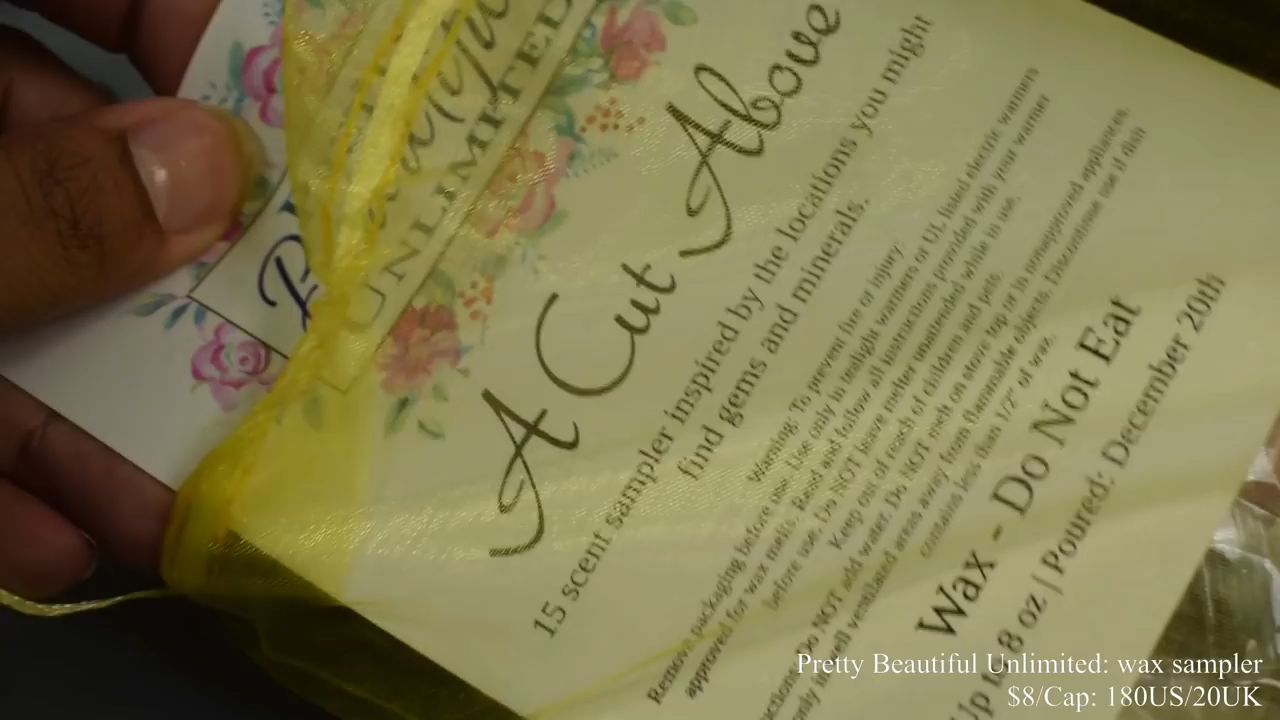 UNLIMITED
A Cut Above
15 scent sampler inspired by the locations you might
find gems and minerals.
Warning: To prevent fire or injury:
Remove packaging before use. Use only in tealight warmers or UL listed electric warmers
approved for wax melts. Read and follow all instructions provided with your warmer
before use. Do NOT leave melter unattended while in use.
Keep out of reach of children and pets.
Do NOT add water. Do NOT melt on stove top or in nonapproved appliances.
only in well ventilated areas away from flammable objects. Discontinue use if dish
contains less than 1/2" of wax.
Wax - Do Not Eat
Up to 8 oz | Poured: December 20th
Pretty Beautiful Unlimited: wax sampler
$8/Cap: 180US/20UK